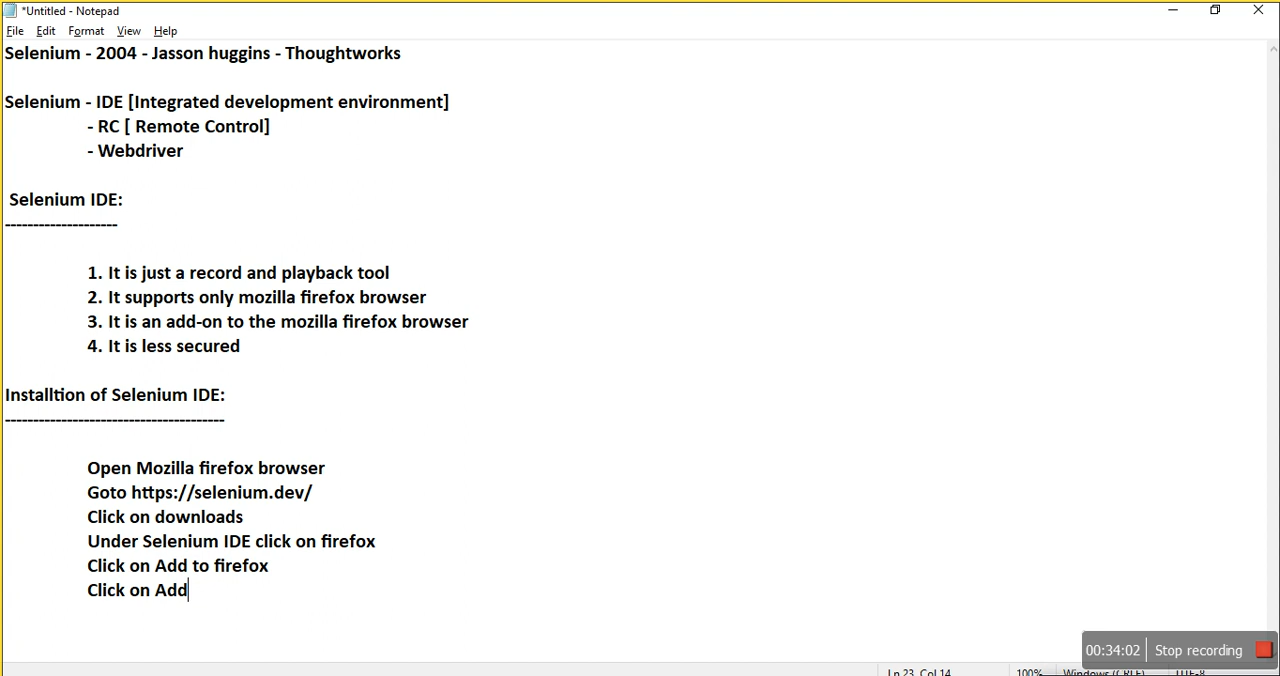 *Untitled - Notepad
File Edit Format View Help
Selenium - 2004 - Jasson huggins - Thoughtworks
Selenium - IDE [Integrated development environment]
- RC [ Remote Control]
- Webdriver
Selenium IDE:
--------------------
1. It is just a record and playback tool
2. It supports only mozilla firefox browser
3. It is an add-on to the mozilla firefox browser
4. It is less secured
Installtion of Selenium IDE:
---------------------------------------
Open Mozilla firefox browser
Goto https://selenium.dev/
Click on downloads
Under Selenium IDE click on firefox
Click on Add to firefox
Click on Add
00:34:02 Stop recording
Ln 23, Col 14 100% Windows (CRLF) UTF-8